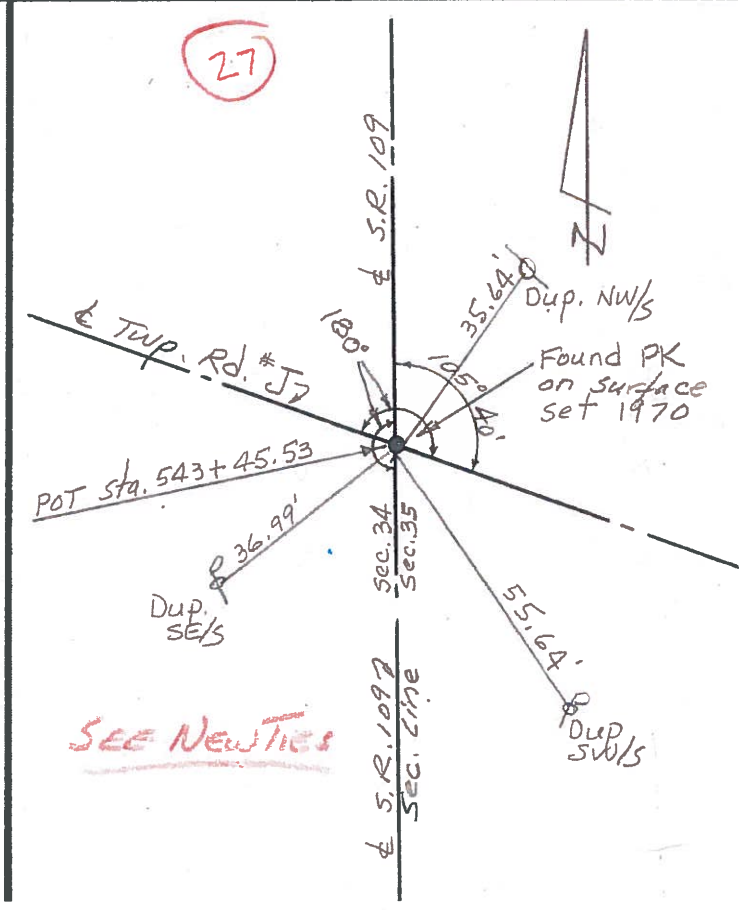 27
℄ S.R. 109
N
35.64'
Dup. NW/S
℄ Twp. Rd. #J
180°
105° 40'
Found PK
on surface
set 1970
POT Sta. 543+45.53
36.99'
Sec. 34
Sec. 35
Dup.
SE/S
55.64'
Dup
SW/S
SEE NEW TIES
℄ S.R. 109
Sec. Line